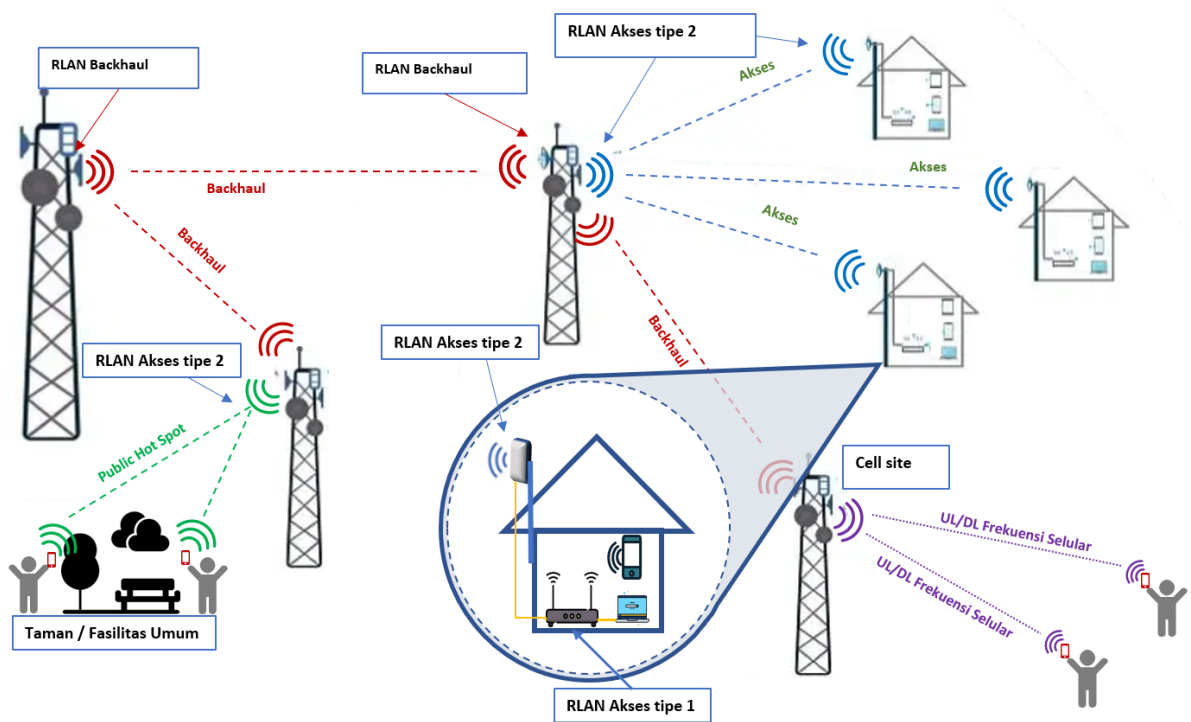 RLAN Akses tipe 2
RLAN Backhaul
RLAN Backhaul
Akses
Akses
Backhaul
Akses
Backhaul
Backhaul
RLAN Akses tipe 2
RLAN Akses tipe 2
Public Hot Spot
Cell site
UL/DL Frekuensi Selular
UL/DL Frekuensi Selular
Taman / Fasilitas Umum
RLAN Akses tipe 1